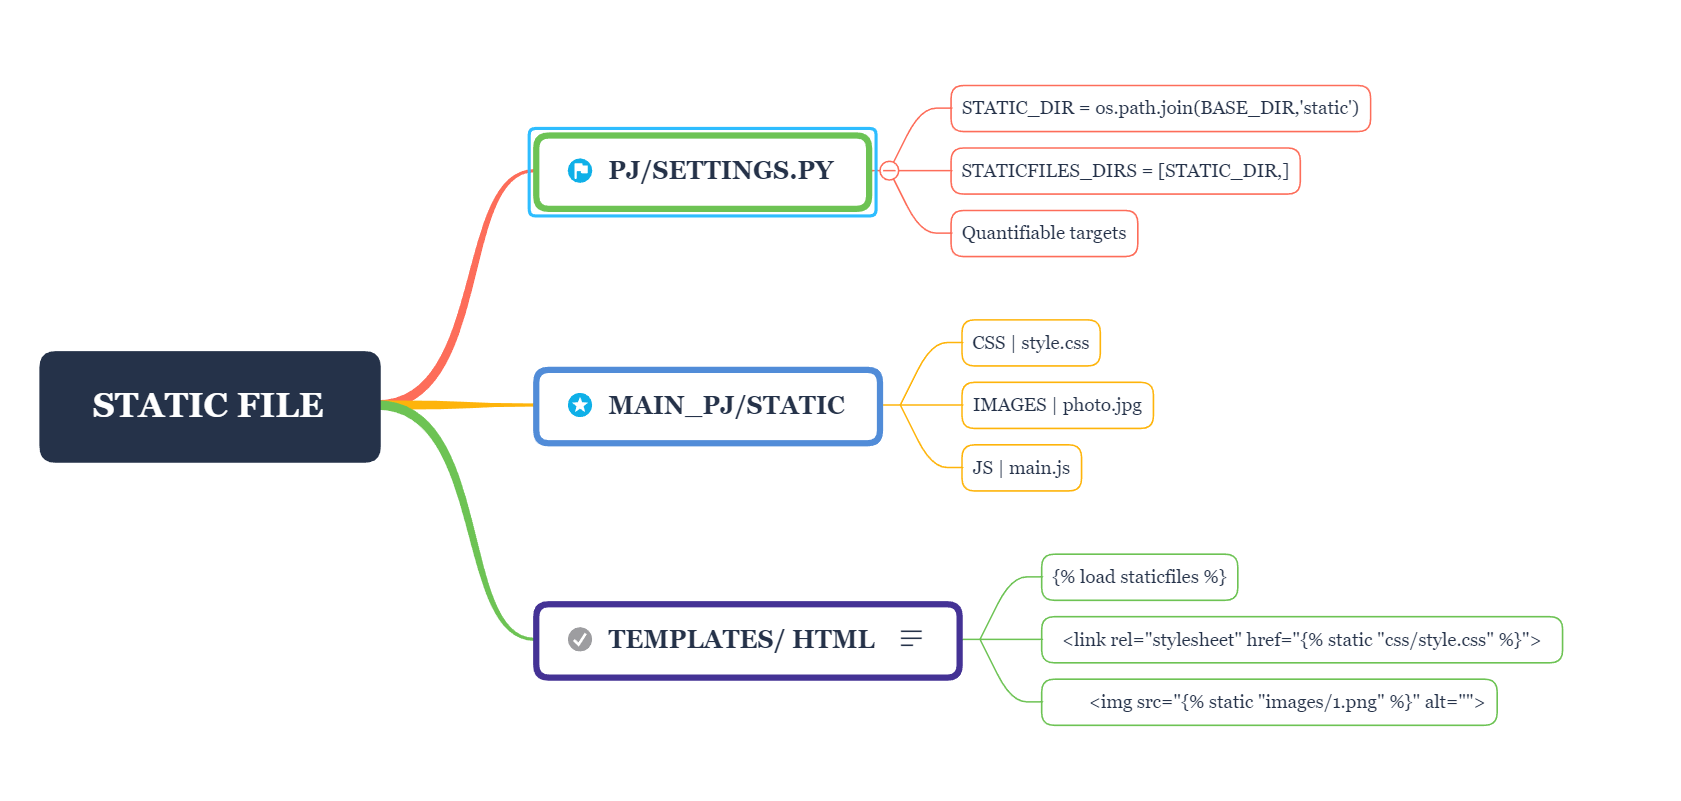 STATIC FILE
PJ/SETTINGS.PY
STATIC_DIR = os.path.join(BASE_DIR,'static')
STATICFILES_DIRS = [STATIC_DIR,]
Quantifiable targets
MAIN_PJ/STATIC
CSS | style.css
IMAGES | photo.jpg
JS | main.js
TEMPLATES/ HTML
{% load staticfiles %}
<link rel="stylesheet" href="{% static "css/style.css" %}">
<img src="{% static "images/1.png" %}" alt="">